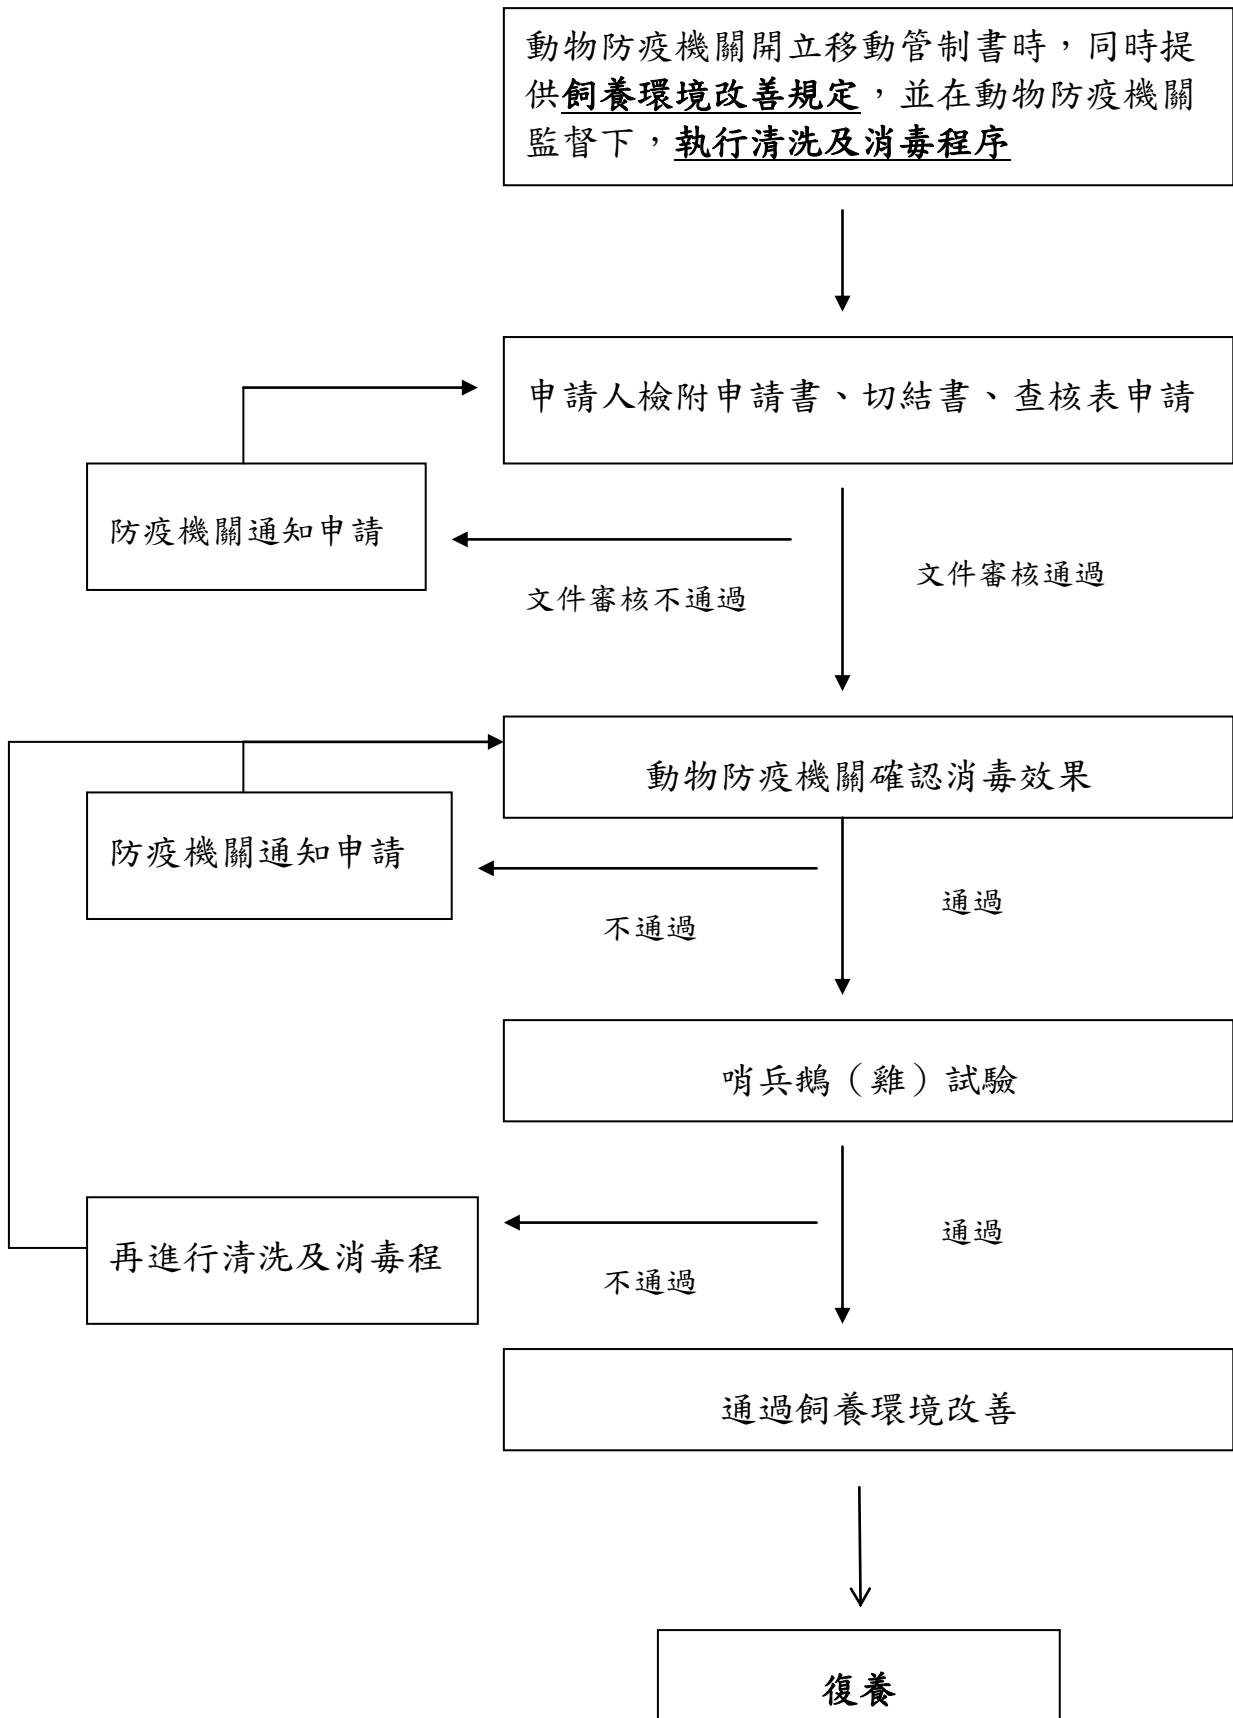 動物防疫機關開立移動管制書時，同時提
供飼養環境改善規定，並在動物防疫機關
監督下，執行清洗及消毒程序
申請人檢附申請書、切結書、查核表申請
防疫機關通知申請
文件審核不通過
文件審核通過
動物防疫機關確認消毒效果
防疫機關通知申請
不通過
通過
哨兵鵝（雞）試驗
再進行清洗及消毒程
不通過
通過
通過飼養環境改善
復養